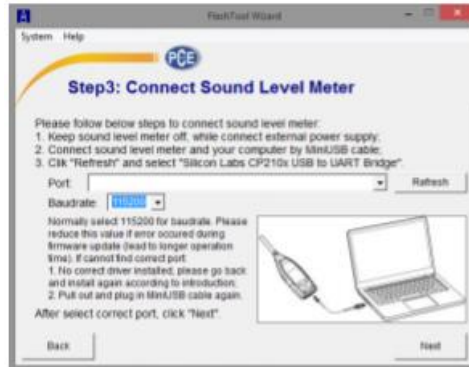 FlashTool Wizard
System Help
PCE
Step3: Connect Sound Level Meter
Please follow below steps to connect sound level meter:
1. Keep sound level meter off, while connect external power supply;
2. Connect sound level meter and your computer by MiniUSB cable;
3. Clik "Refresh" and select "Silicon Labs CP210x USB to UART Bridge".
Port: Refresh
Baudrate: 115200
Normally select 115200 for baudrate. Please
reduce this value if error occured during
firmware update (lead to longer operation
time). If cannot find correct port:
1. No correct driver installed, please go back
and install again according to introduction;
2. Pull out and plug in MiniUSB cable again.
After select correct port, click "Next".
Back Next